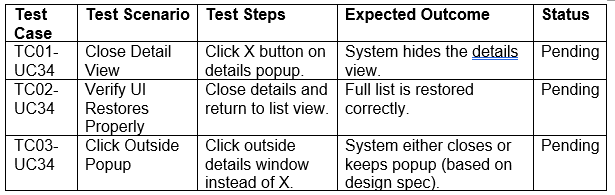 Test Case | Test Scenario | Test Steps | Expected Outcome | Status
TC01-UC34 | Close Detail View | Click X button on details popup. | System hides the details view. | Pending
TC02-UC34 | Verify UI Restores Properly | Close details and return to list view. | Full list is restored correctly. | Pending
TC03-UC34 | Click Outside Popup | Click outside details window instead of X. | System either closes or keeps popup (based on design spec). | Pending